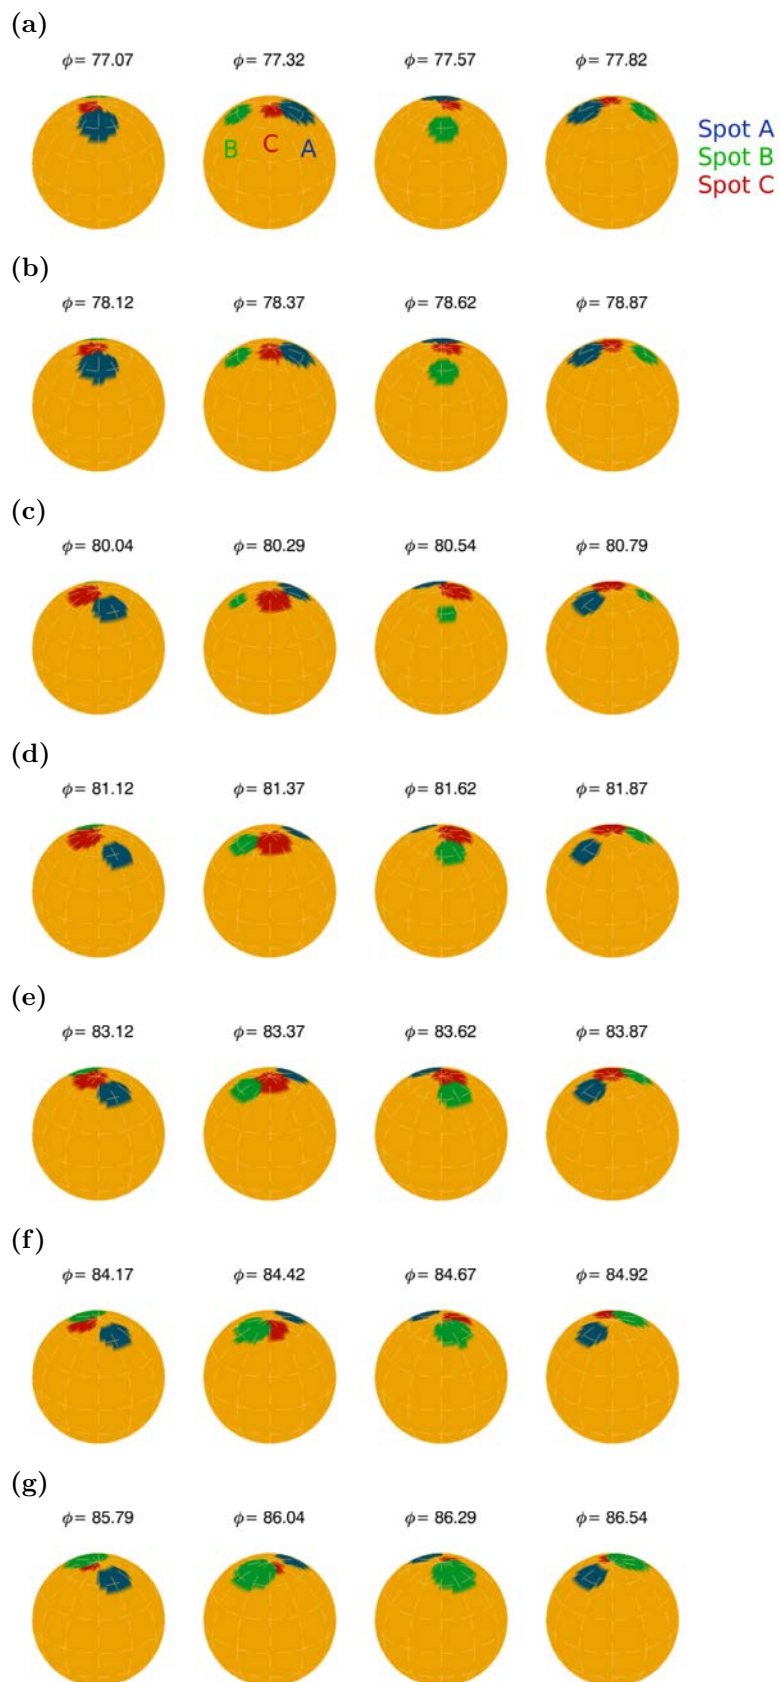 (a)
ϕ= 77.07 ϕ= 77.32 ϕ= 77.57 ϕ= 77.82
B C A
Spot A
Spot B
Spot C
(b)
ϕ= 78.12 ϕ= 78.37 ϕ= 78.62 ϕ= 78.87
(c)
ϕ= 80.04 ϕ= 80.29 ϕ= 80.54 ϕ= 80.79
(d)
ϕ= 81.12 ϕ= 81.37 ϕ= 81.62 ϕ= 81.87
(e)
ϕ= 83.12 ϕ= 83.37 ϕ= 83.62 ϕ= 83.87
(f)
ϕ= 84.17 ϕ= 84.42 ϕ= 84.67 ϕ= 84.92
(g)
ϕ= 85.79 ϕ= 86.04 ϕ= 86.29 ϕ= 86.54